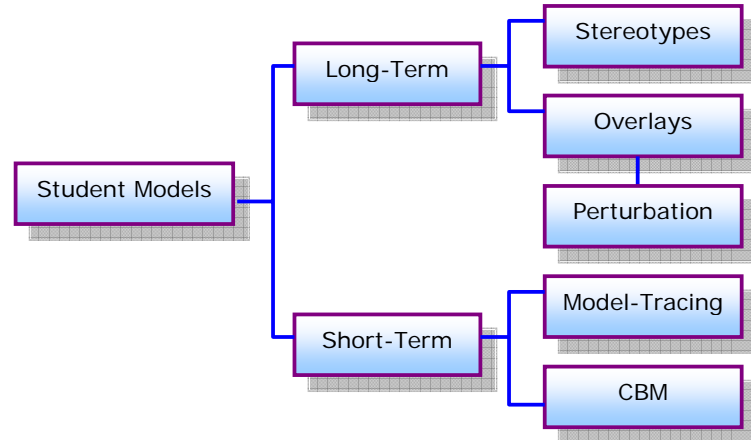 Student Models
Long-Term
Stereotypes
Overlays
Perturbation
Short-Term
Model-Tracing
CBM